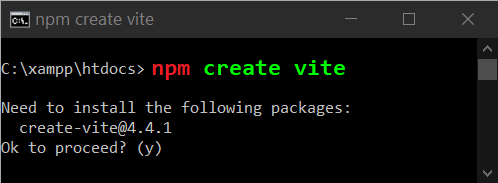 npm create vite
C:\xampp\htdocs> npm create vite
Need to install the following packages:
  create-vite@4.4.1
Ok to proceed? (y)